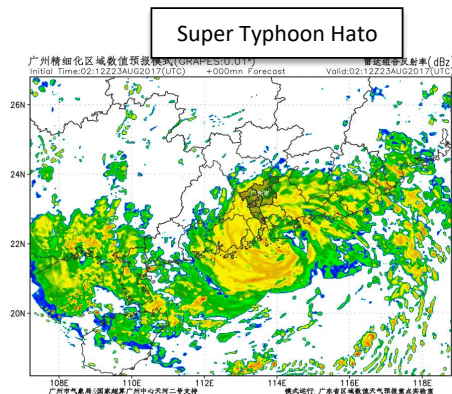 Super Typhoon Hato
广州精细化区域数值预报模式(GRAPES:0.01°) 雷达组合反射率(dBz)
Initial Time:02:12Z23AUG2017(UTC) +000mn Forecast Valid:02:12Z23AUG2017(UTC)
26N
24N
广州市
22N
20N
108E 110E 112E 114E 116E 118E
广州市气象局&国家超算广州中心天河二号支持 模式运行: 广东省区域数值天气预报重点实验室